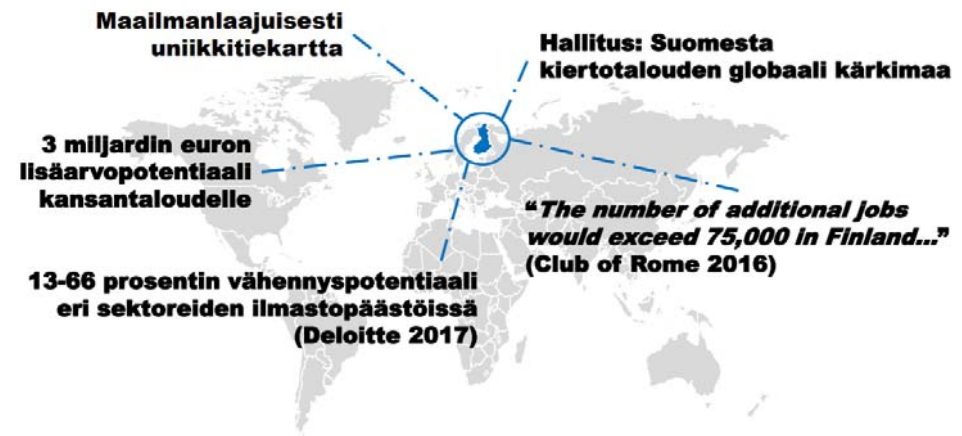 Maailmanlaajuisesti
uniikkitiekartta
Hallitus: Suomesta
kiertotalouden globaali kärkimaa
3 miljardin euron
lisäarvopotentiaali
kansantaloudelle
“The number of additional jobs
would exceed 75,000 in Finland...”
(Club of Rome 2016)
13-66 prosentin vähennyspotentiaali
eri sektoreiden ilmastopäästöissä
(Deloitte 2017)